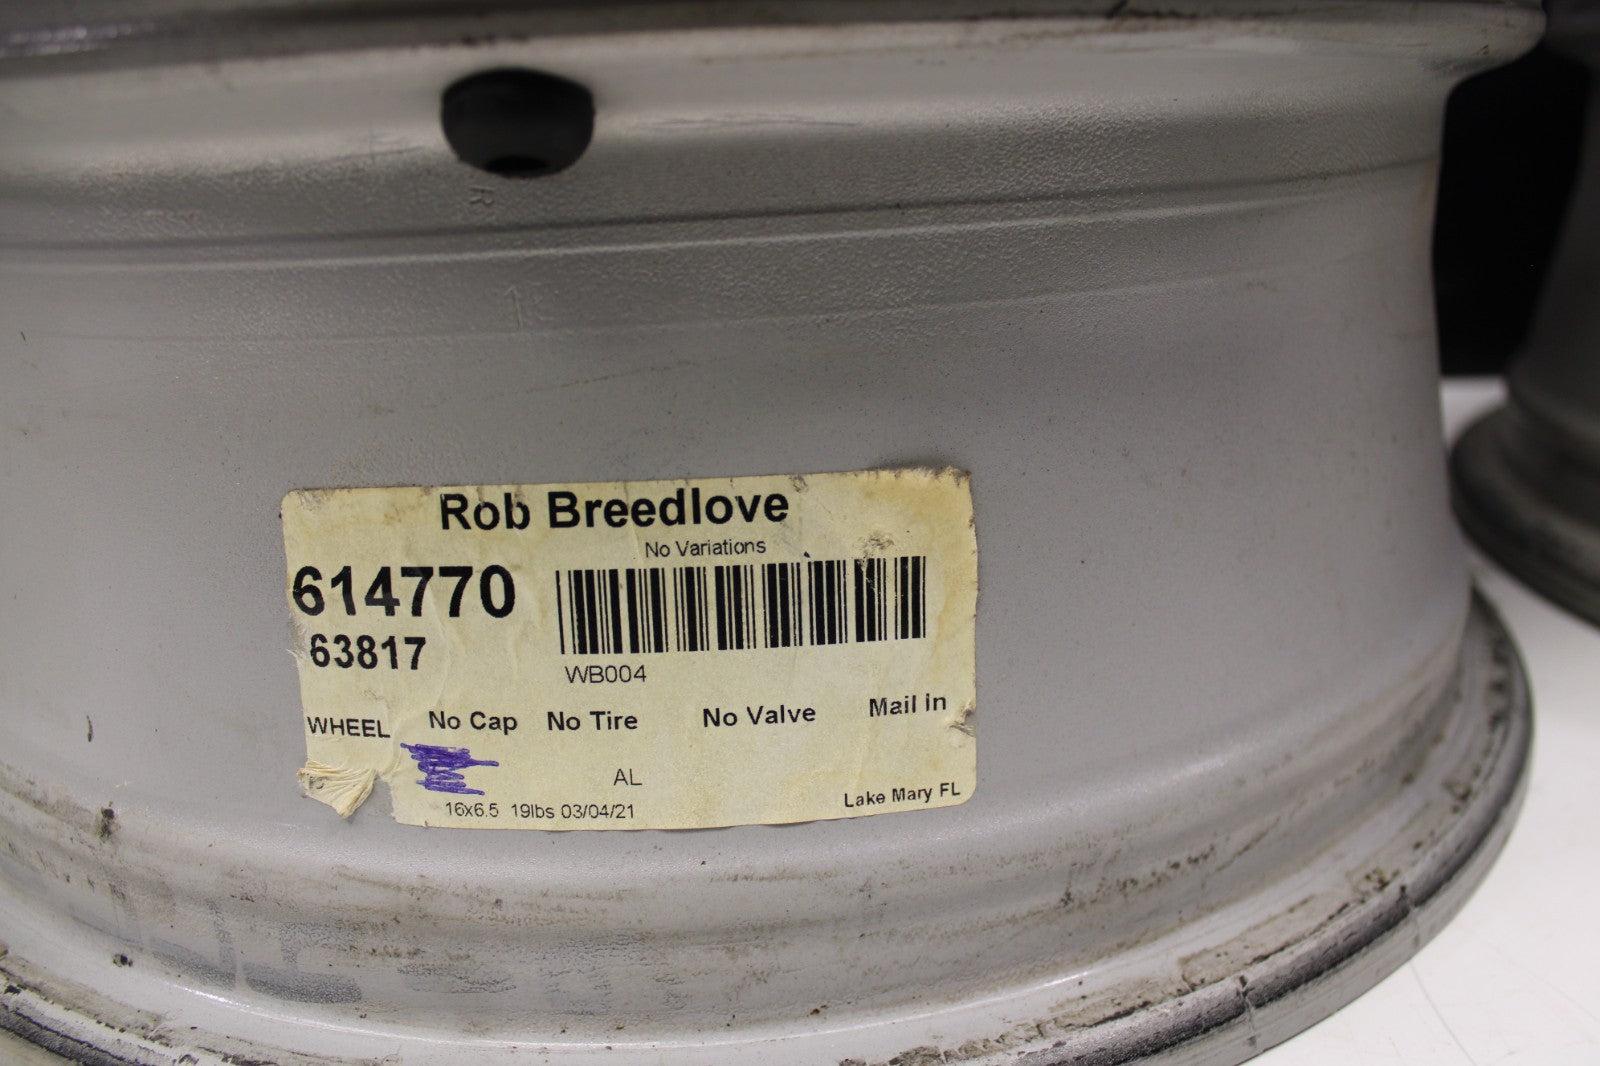 R
Rob Breedlove
No Variations
614770
63817
WB004
WHEEL No Cap No Tire No Valve Mail in
AL
16x6.5 19lbs 03/04/21
Lake Mary FL